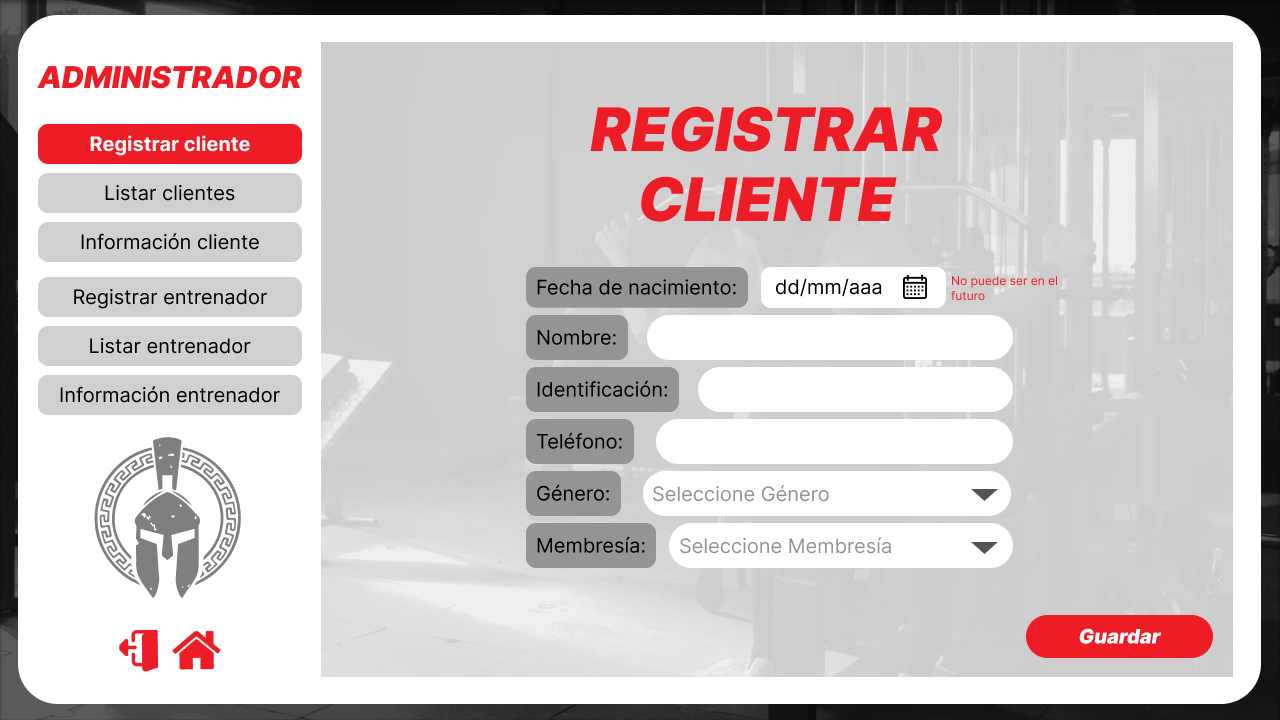 ADMINISTRADOR
Registrar cliente
Listar clientes
Información cliente
Registrar entrenador
Listar entrenador
Información entrenador
REGISTRAR
CLIENTE
Fecha de nacimiento:
dd/mm/aaa
No puede ser en el
futuro
Nombre:
Identificación:
Teléfono:
Género:
Seleccione Género
Membresía:
Seleccione Membresía
Guardar